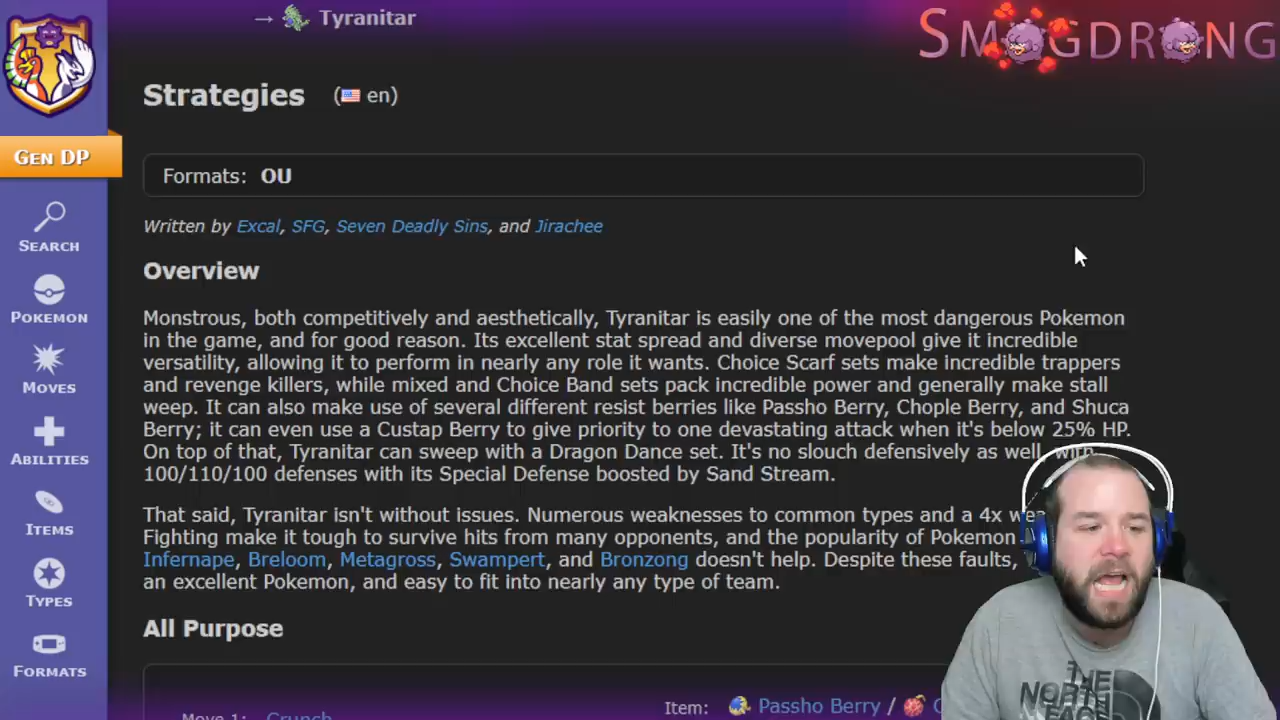 → Tyranitar
SMOGDRONG
Strategies (en)
GEN DP
Formats: OU
SEARCH
Written by Excal, SFG, Seven Deadly Sins, and Jirachee
Overview
POKEMON
Monstrous, both competitively and aesthetically, Tyranitar is easily one of the most dangerous Pokemon
in the game, and for good reason. Its excellent stat spread and diverse movepool give it incredible
versatility, allowing it to perform in nearly any role it wants. Choice Scarf sets make incredible trappers
and revenge killers, while mixed and Choice Band sets pack incredible power and generally make stall
weep. It can also make use of several different resist berries like Passho Berry, Chople Berry, and Shuca
Berry; it can even use a Custap Berry to give priority to one devastating attack when it's below 25% HP.
On top of that, Tyranitar can sweep with a Dragon Dance set. It's no slouch defensively as well, with
100/110/100 defenses with its Special Defense boosted by Sand Stream.
MOVES
ABILITIES
ITEMS
That said, Tyranitar isn't without issues. Numerous weaknesses to common types and a 4x
Fighting make it tough to survive hits from many opponents, and the popularity of Pokemon
Infernape, Breloom, Metagross, Swampert, and Bronzong doesn't help. Despite these faults,
an excellent Pokemon, and easy to fit into nearly any type of team.
TYPES
All Purpose
FORMATS
Move 1: Crunch
Item: Passho Berry /
THE
NORTH
FACE